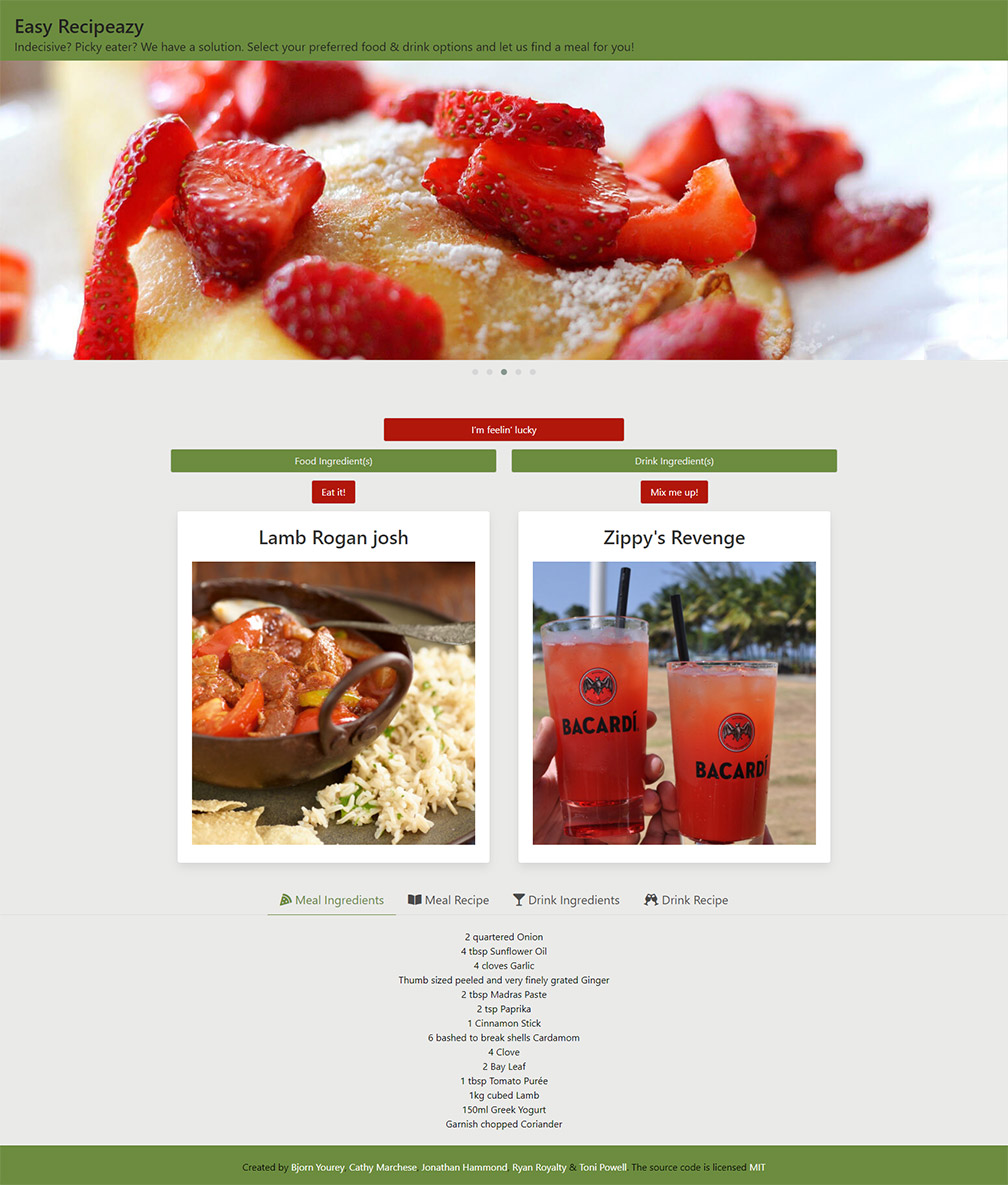 Easy Recipeazy
Indecisive? Picky eater? We have a solution. Select your preferred food & drink options and let us find a meal for you!
I'm feelin' lucky
Food Ingredient(s)
Drink Ingredient(s)
Eat it!
Mix me up!
Lamb Rogan josh
Zippy's Revenge
BACARDÍ
BACARDÍ
Meal Ingredients
Meal Recipe
Drink Ingredients
Drink Recipe
2 quartered Onion
4 tbsp Sunflower Oil
4 cloves Garlic
Thumb sized peeled and very finely grated Ginger
2 tbsp Madras Paste
2 tsp Paprika
1 Cinnamon Stick
6 bashed to break shells Cardamom
4 Clove
2 Bay Leaf
1 tbsp Tomato Purée
1kg cubed Lamb
150ml Greek Yogurt
Garnish chopped Coriander
Created by Bjorn Yourey, Cathy Marchese, Jonathan Hammond, Ryan Royalty & Toni Powell. The source code is licensed MIT